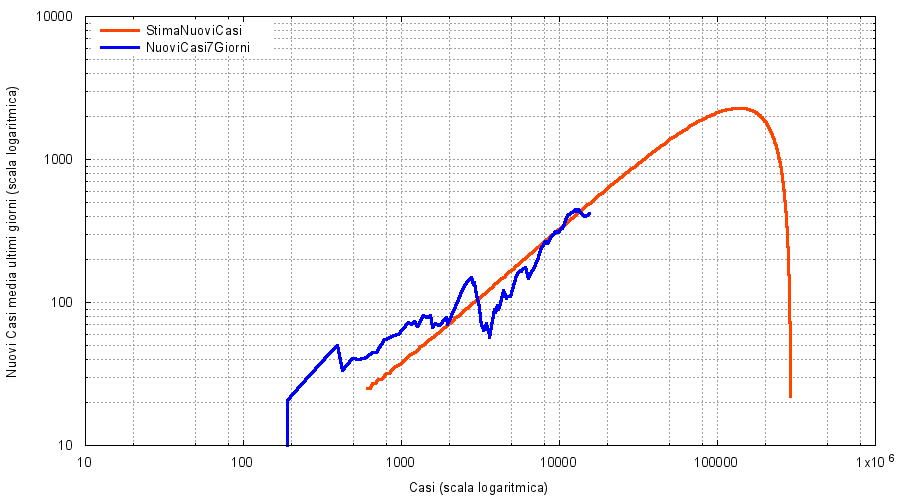 10000
1000
100
10
Nuovi Casi media ultimi giorni (scala logaritmica)
StimaNuoviCasi
NuoviCasi7Giorni
10 100 1000 10000 100000 1x10 6
Casi (scala logaritmica)